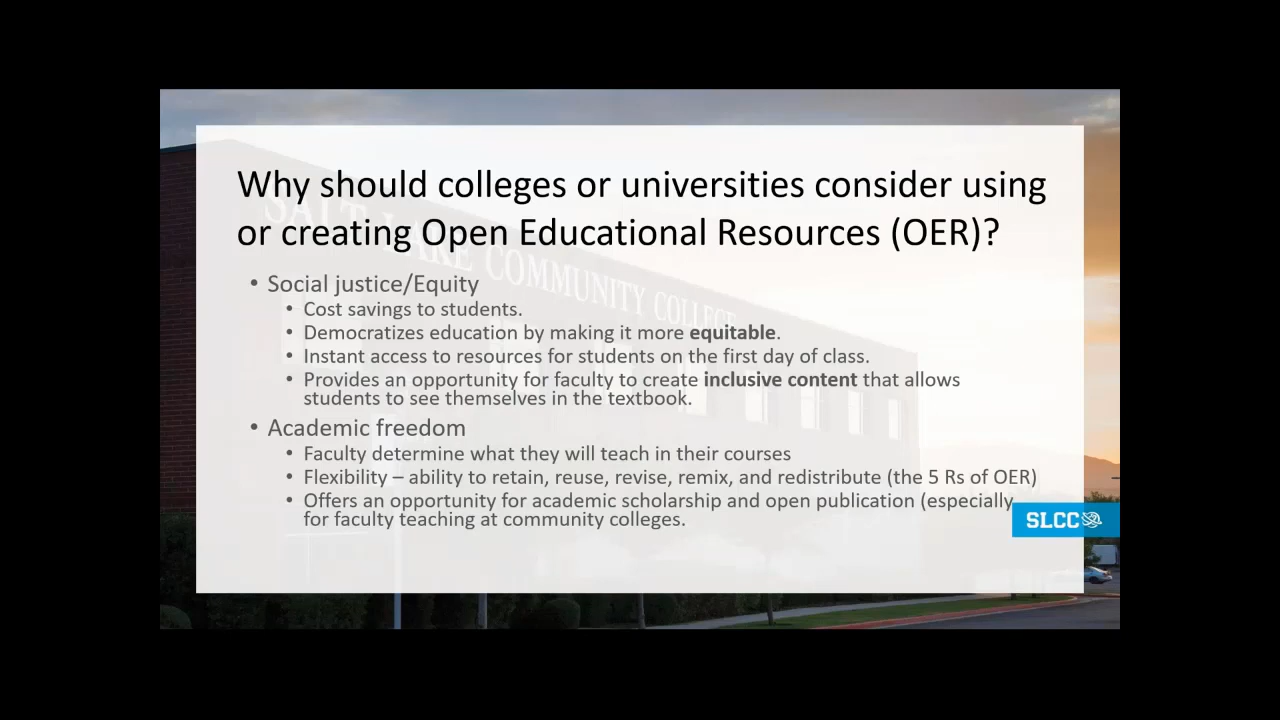 Why should colleges or universities consider using
or creating Open Educational Resources (OER)?
• Social justice/Equity
• Cost savings to students.
• Democratizes education by making it more equitable.
• Instant access to resources for students on the first day of class.
• Provides an opportunity for faculty to create inclusive content that allows
students to see themselves in the textbook.
• Academic freedom
• Faculty determine what they will teach in their courses
• Flexibility – ability to retain, reuse, revise, remix, and redistribute (the 5 Rs of OER)
• Offers an opportunity for academic scholarship and open publication (especially
for faculty teaching at community colleges.
SLCC
SALT LAKE COMMUNITY COLLEGE